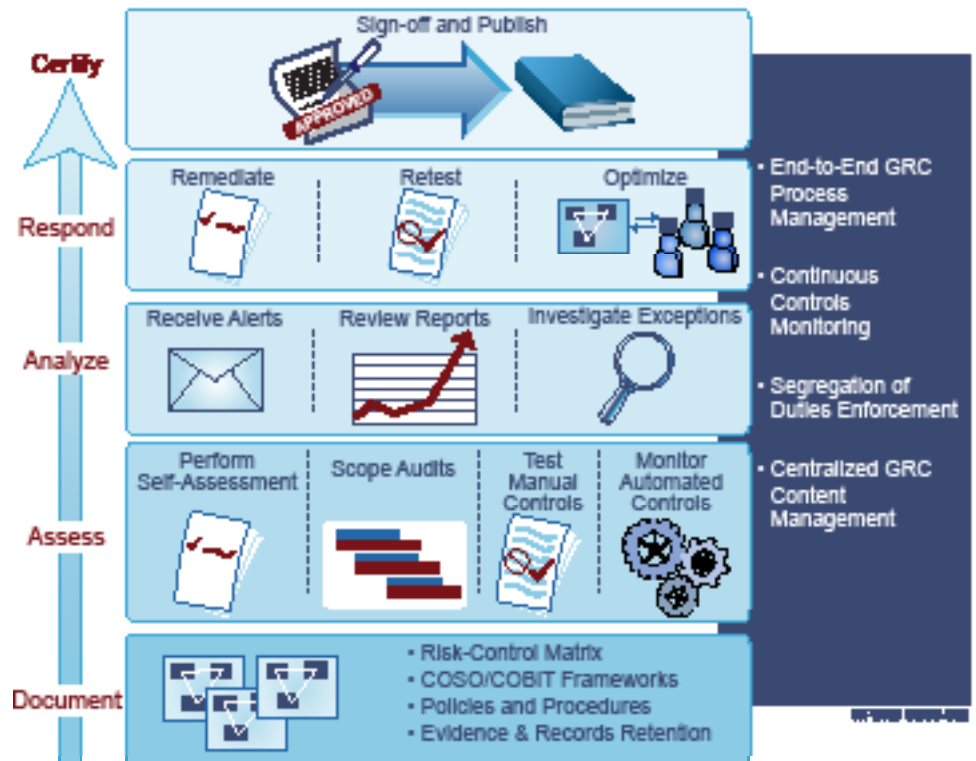 Sign-off and Publish
Certify
APPROVED
Remediate
Retest
Optimize
Respond
Receive Alerts
Review Reports
Investigate Exceptions
Analyze
Perform
Self-Assessment
Scope Audits
Test
Manual
Controls
Monitor
Automated
Controls
Assess
Document
• Risk-Control Matrix
• COSO/COBIT Frameworks
• Policies and Procedures
• Evidence & Records Retention
• End-to-End GRC
Process
Management
• Continuous
Controls
Monitoring
• Segregation of
Duties Enforcement
• Centralized GRC
Content
Management